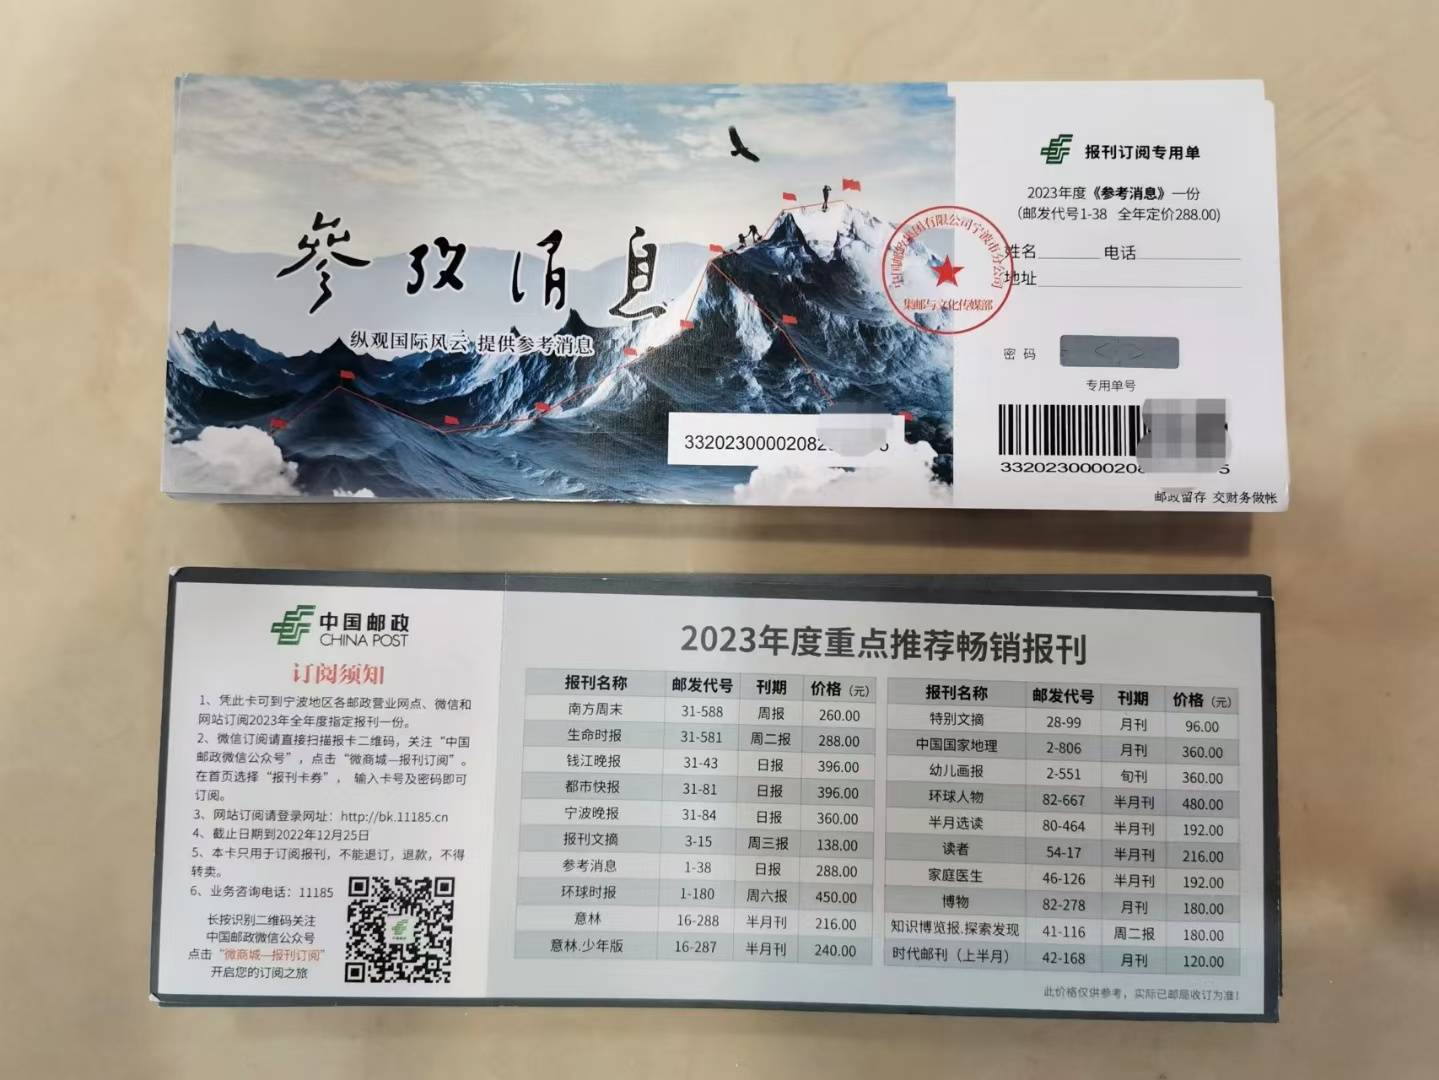 参考消息
纵观国际风云 提供参考消息
中国邮政集团有限公司宁波市分公司
集邮与文化传媒部
报刊订阅专用单
2023年度《参考消息》一份
(邮发代号1-38 全年定价288.00)
姓名 电话
地址
密 码
专用单号
332023000020
邮政留存 交财务做帐
中国邮政
CHINA POST
订阅须知
1、凭此卡可到宁波地区各邮政营业网点、微信和
网站订阅2023年全年度指定报刊一份。
2、微信订阅请直接扫描报卡二维码，关注“中国
邮政微信公众号”，点击“微商城—报刊订阅”。
在首页选择“报刊卡券”， 输入卡号及密码即可
订阅。
3、网站订阅请登录网址：http://bk.11185.cn
4、截止日期到2022年12月25日
5、本卡只用于订阅报刊，不能退订，退款，不得
转卖。
6、业务咨询电话：11185
长按识别二维码关注
中国邮政微信公众号
点击“微商城—报刊订阅”
开启您的订阅之旅
2023年度重点推荐畅销报刊
报刊名称 邮发代号 刊期 价格（元）
南方周末 31-588 周报 260.00
生命时报 31-581 周二报 288.00
钱江晚报 31-43 日报 396.00
都市快报 31-81 日报 396.00
宁波晚报 31-84 日报 360.00
报刊文摘 3-15 周三报 138.00
参考消息 1-38 日报 288.00
环球时报 1-180 周六报 450.00
意林 16-288 半月刊 216.00
意林.少年版 16-287 半月刊 240.00
报刊名称 邮发代号 刊期 价格（元）
特别文摘 28-99 月刊 96.00
中国国家地理 2-806 月刊 360.00
幼儿画报 2-551 旬刊 360.00
环球人物 82-667 半月刊 480.00
半月选读 80-464 半月刊 192.00
读者 54-17 半月刊 216.00
家庭医生 46-126 半月刊 192.00
博物 82-278 月刊 180.00
知识博览报.探索发现 41-116 周二报 180.00
时代邮刊（上半月） 42-168 月刊 120.00
此价格仅供参考，实际已邮局收订为准！